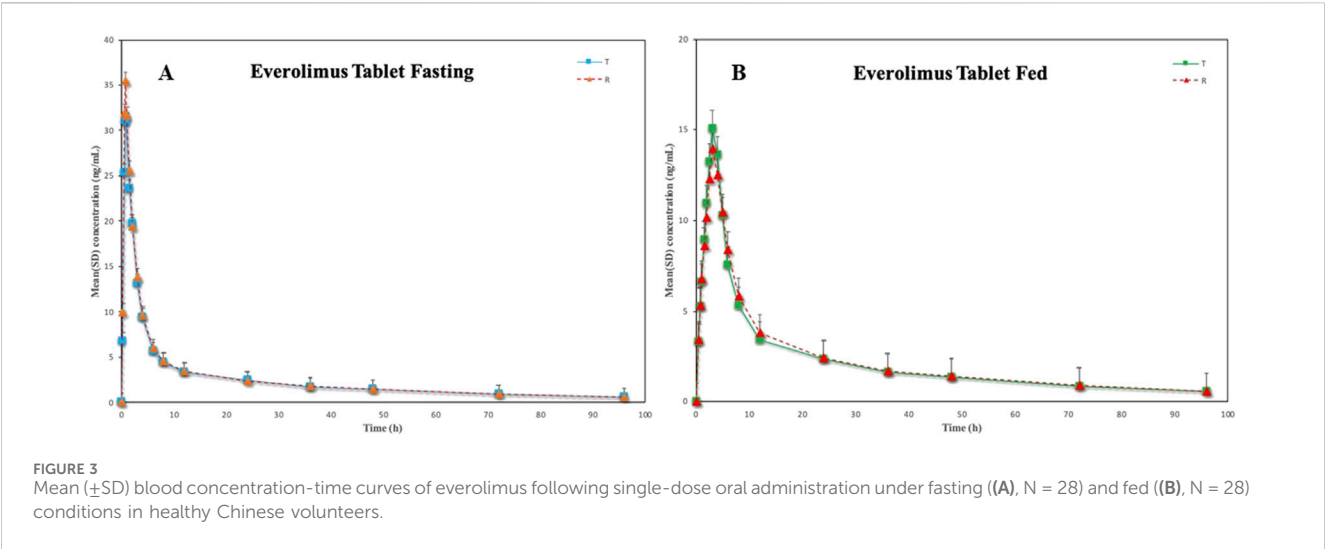 A
Everolimus Tablet Fasting
T
R
40
35
30
25
20
15
10
5
0
Mean(SD) concentration (ng/mL)
0 10 20 30 40 50 60 70 80 90 100
Time (h)
B
Everolimus Tablet Fed
T
R
20
15
10
5
0
Mean(SD) concentration (ng/mL)
0 10 20 30 40 50 60 70 80 90 100
Time (h)
FIGURE 3
Mean (±SD) blood concentration-time curves of everolimus following single-dose oral administration under fasting ((A), N = 28) and fed ((B), N = 28)
conditions in healthy Chinese volunteers.